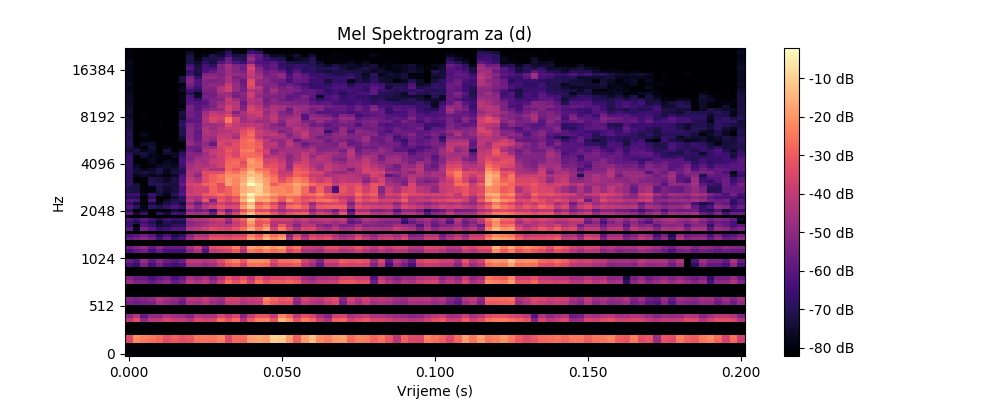 Mel Spektrogram za (d)
Hz
16384
8192
4096
2048
1024
512
0
0.000 0.050 0.100 0.150 0.200
Vrijeme (s)
-10 dB
-20 dB
-30 dB
-40 dB
-50 dB
-60 dB
-70 dB
-80 dB